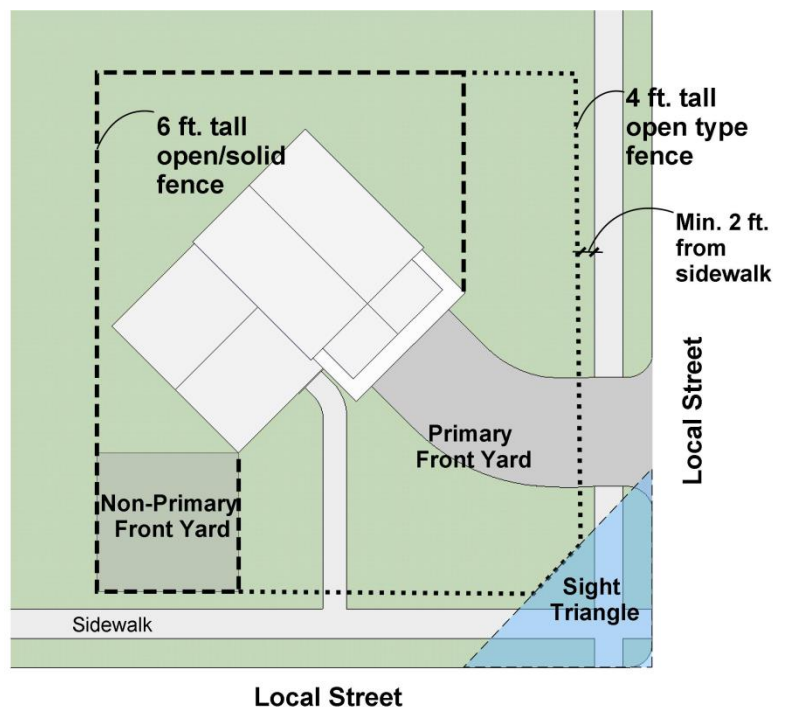 6 ft. tall
open/solid
fence
4 ft. tall
open type
fence
Min. 2 ft.
from
sidewalk
Local Street
Primary
Front Yard
Non-Primary
Front Yard
Sight
Triangle
Sidewalk
Local Street